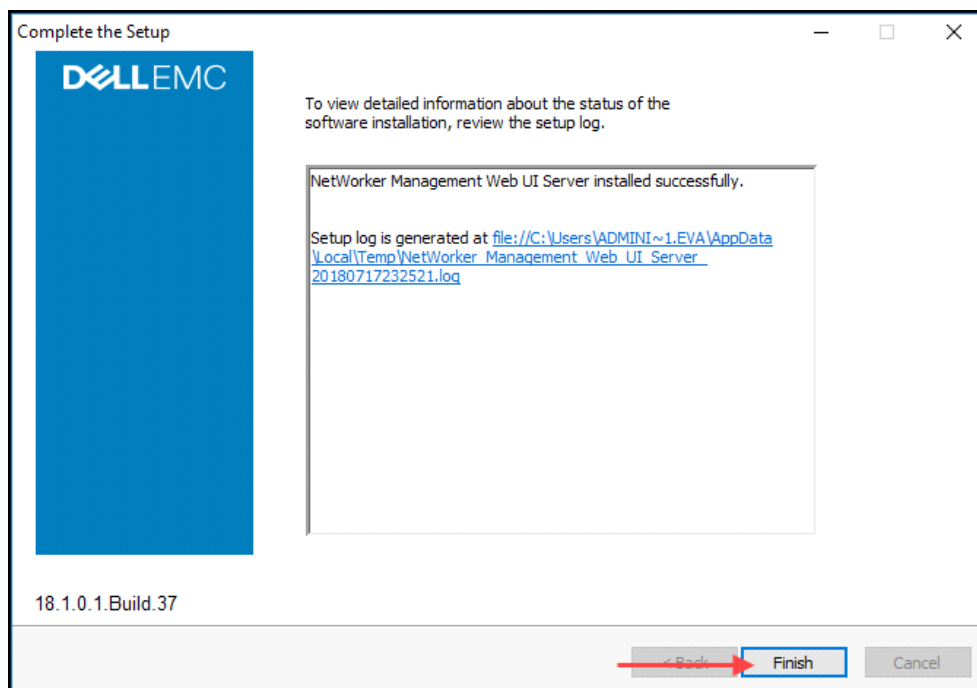 Complete the Setup
DELLEMC
To view detailed information about the status of the
software installation, review the setup log.
NetWorker Management Web UI Server installed successfully.
Setup log is generated at file://C:\Users\ADMINI~1.EVA\AppData
\Local\Temp\NetWorker_Management_Web_UI_Server_
20180717232521.log
18.1.0.1.Build.37
< Back
Finish
Cancel